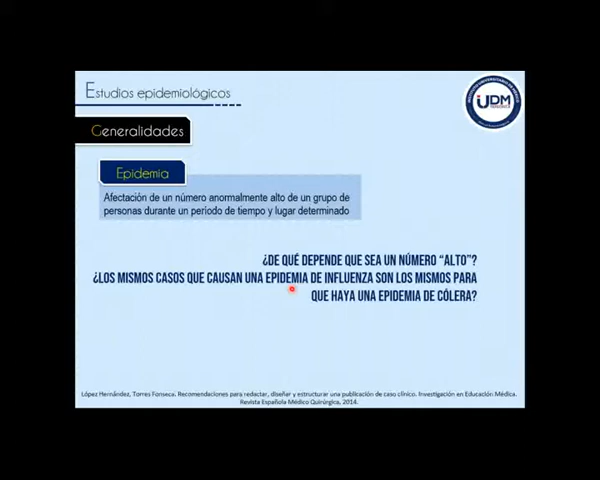 Estudios epidemiológicos
UDM
Generalidades
Epidemia
Afectación de un número anormalmente alto de un grupo de
personas durante un periodo de tiempo y lugar determinado
¿DE QUÉ DEPENDE QUE SEA UN NÚMERO “ALTO”?
¿LOS MISMOS CASOS QUE CAUSAN UNA EPIDEMIA DE INFLUENZA SON LOS MISMOS PARA
QUE HAYA UNA EPIDEMIA DE CÓLERA?
López Hernández, Torres Fonseca. Recomendaciones para redactar, diseñar y estructurar una publicación de caso clínico. Investigación en Educación Médica.
Revista Española Médico Quirúrgica, 2014.